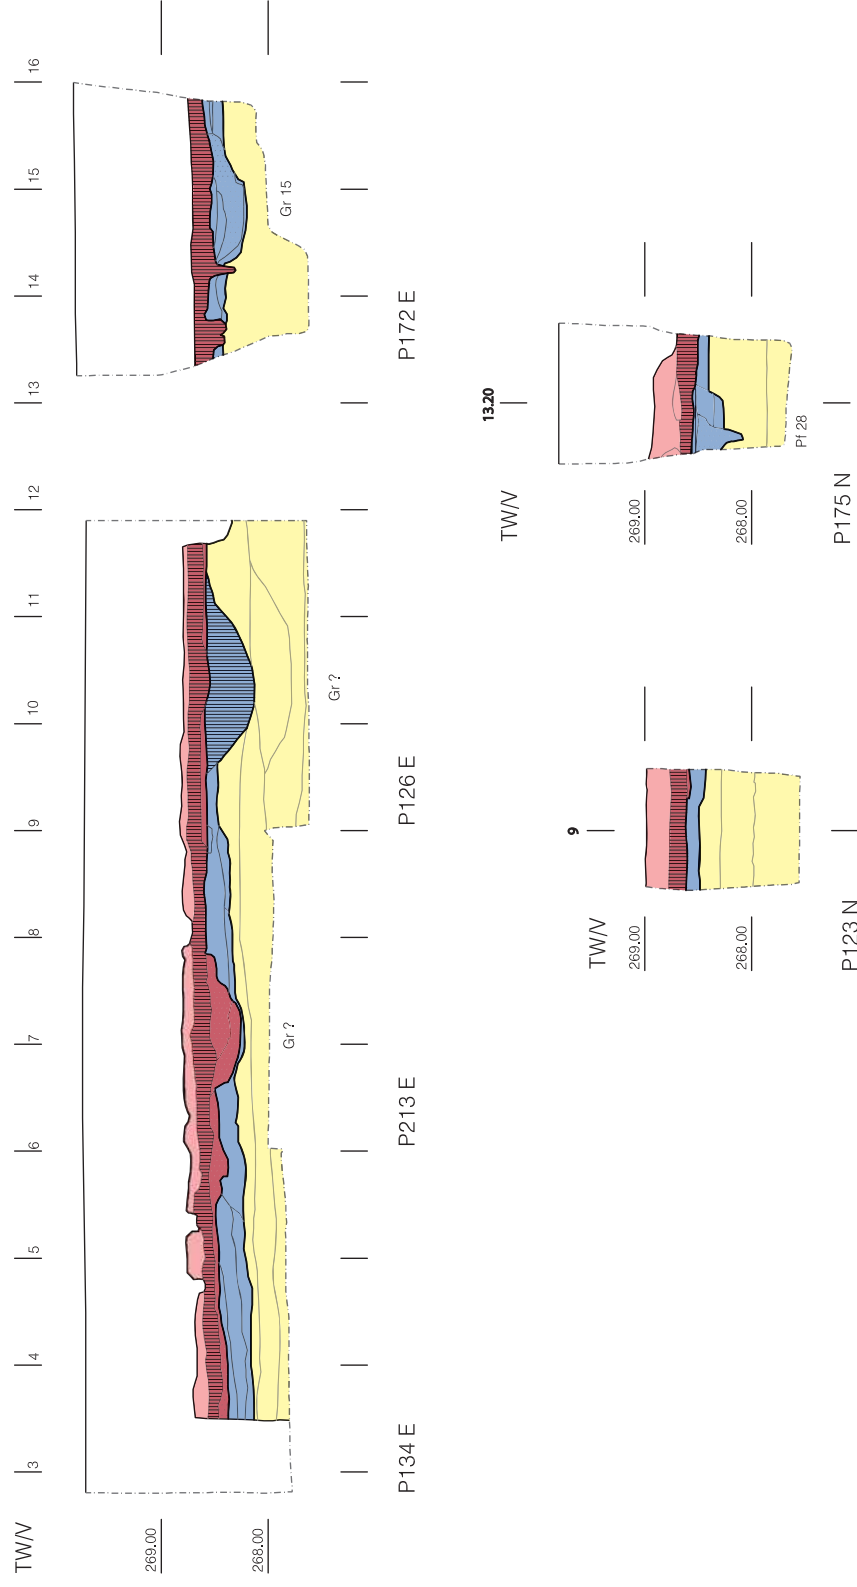 TW/V
3 4 5 6 7 8 9 10 11 12 13 14 15 16
269.00
268.00
Gr ?
Gr ?
Gr 15
P134 E P213 E P126 E P172 E
TW/V
9
269.00
268.00
P123 N
TW/V
13.20
269.00
268.00
Pf 28
P175 N